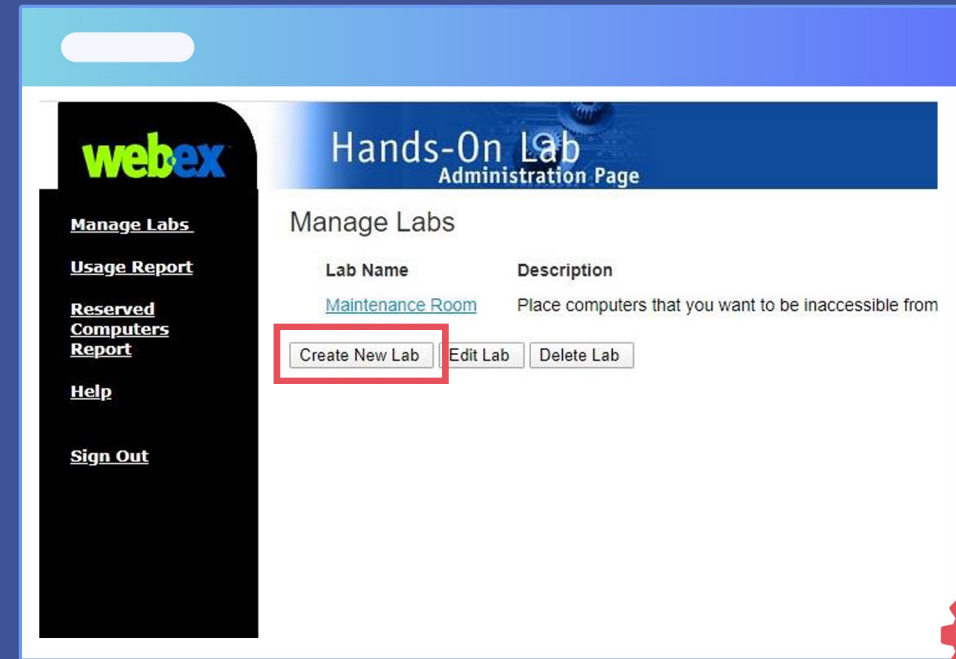 webex
Hands-On Lab
Administration Page
Manage Labs
Usage Report
Reserved
Computers
Report
Help
Sign Out
Manage Labs
Lab Name Description
Maintenance Room Place computers that you want to be inaccessible from
Create New Lab Edit Lab Delete Lab